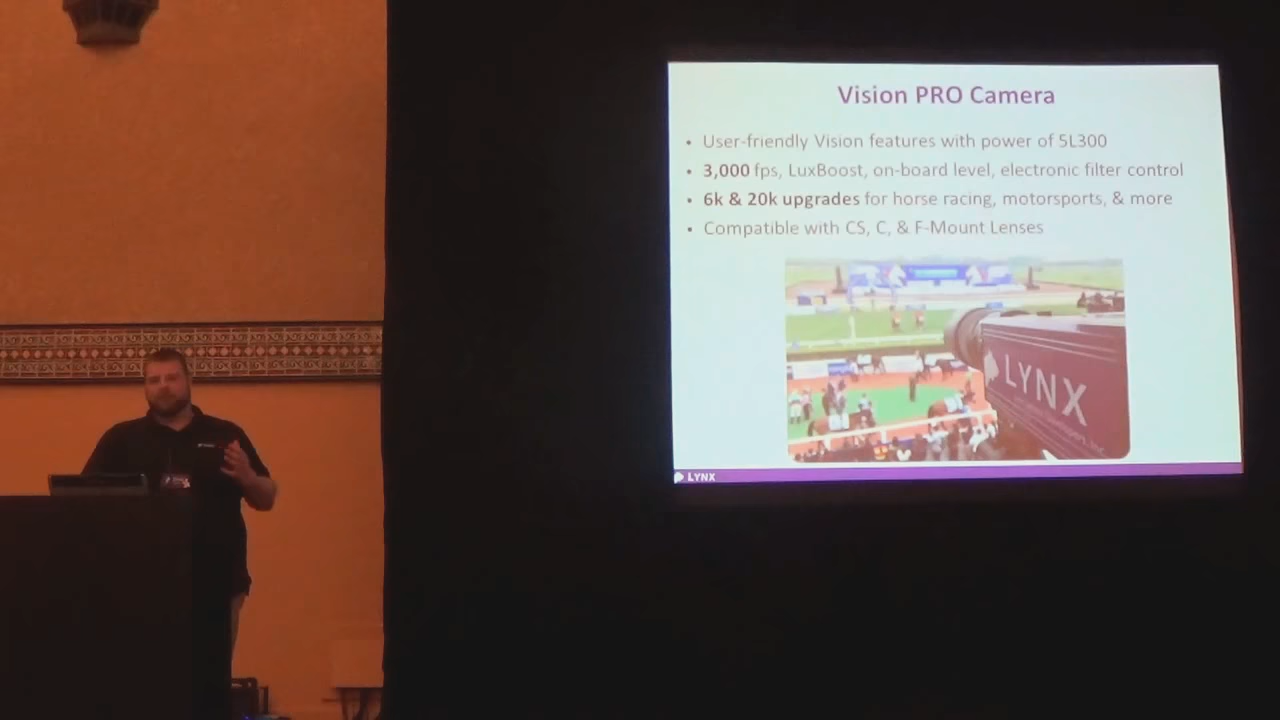 Vision PRO Camera
• User-friendly Vision features with power of 5L300
• 3,000 fps, LuxBoost, on-board level, electronic filter control
• 6k & 20k upgrades for horse racing, motorsports, & more
• Compatible with CS, C, & F-Mount Lenses
LYNX
LYNX